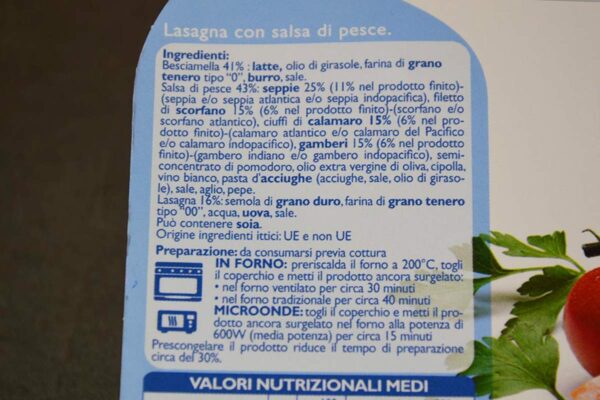 Lasagna con salsa di pesce.
Ingredienti:
Besciamella 41% : latte, olio di girasole, farina di grano
tenero tipo "0", burro, sale.
Salsa di pesce 43%: seppie 25% (11% nel prodotto finito)-
(seppia e/o seppia atlantica e/o seppia indopacifica), filetto
di scorfano 15% (6% nel prodotto finito)-(scorfano e/o
scorfano atlantico), ciuffi di calamaro 15% (6% nel pro-
dotto finito)-(calamaro atlantico e/o calamaro del Pacifico
e/o calamaro indopacifico), gamberi 15% (6% nel prodotto
finito)-(gambero indiano e/o gambero indopacifico), semi-
concentrato di pomodoro, olio extra vergine di oliva, cipolla,
vino bianco, pasta d'acciughe (acciughe, sale, olio di giraso-
le), sale, aglio, pepe.
Lasagna 16%: semola di grano duro, farina di grano tenero
tipo "00", acqua, uova, sale.
Può contenere soia.
Origine ingredienti ittici: UE e non UE
Preparazione: da consumarsi previa cottura
IN FORNO: preriscalda il forno a 200°C, togli
il coperchio e metti il prodotto ancora surgelato:
• nel forno ventilato per circa 30 minuti
• nel forno tradizionale per circa 40 minuti
MICROONDE: togli il coperchio e metti il pro-
dotto ancora surgelato nel forno alla potenza di
600W (media potenza) per circa 15 minuti
Prescongelare il prodotto riduce il tempo di preparazione
circa del 30%.
VALORI NUTRIZIONALI MEDI